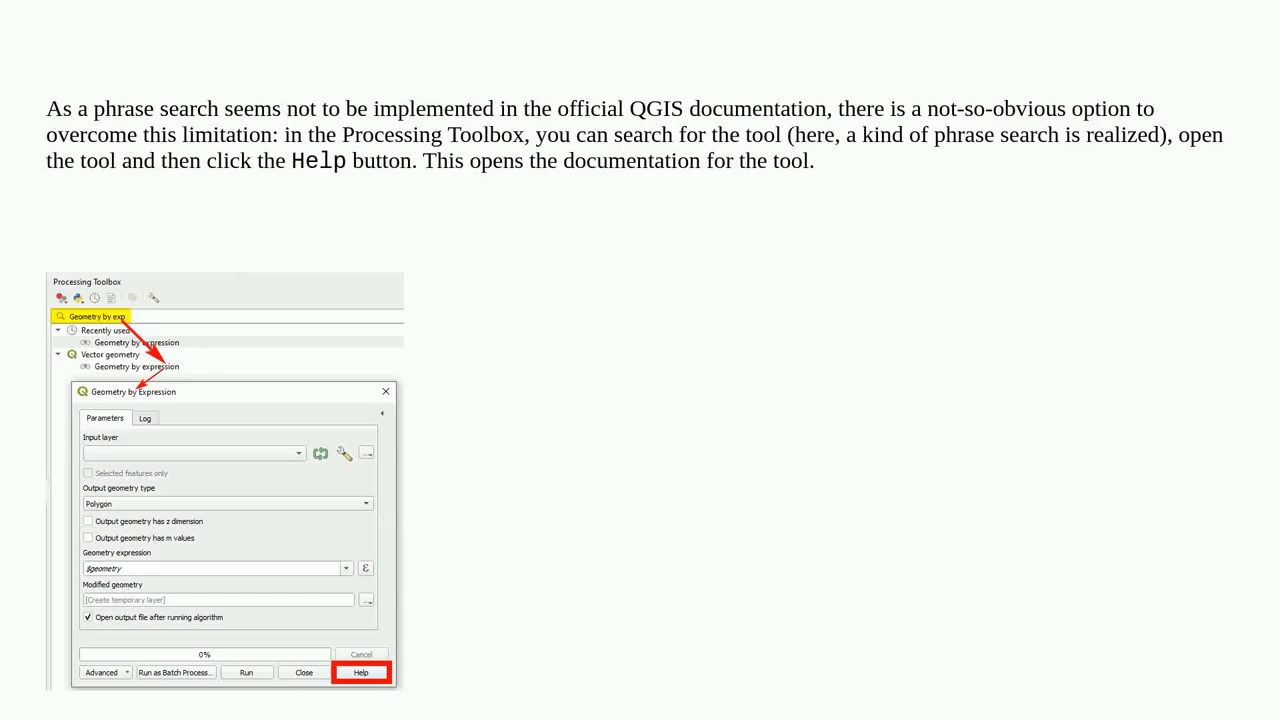 As a phrase search seems not to be implemented in the official QGIS documentation, there is a not-so-obvious option to
overcome this limitation: in the Processing Toolbox, you can search for the tool (here, a kind of phrase search is realized), open
the tool and then click the Help button. This opens the documentation for the tool.
Processing Toolbox
Geometry by exp
Recently used
Geometry by expression
Vector geometry
Geometry by expression
Geometry by Expression
Parameters Log
Input layer
Selected features only
Output geometry type
Polygon
Output geometry has z dimension
Output geometry has m values
Geometry expression
$geometry
ε
Modified geometry
[Create temporary layer]
Open output file after running algorithm
0% Cancel
Advanced Run as Batch Process... Run Close Help